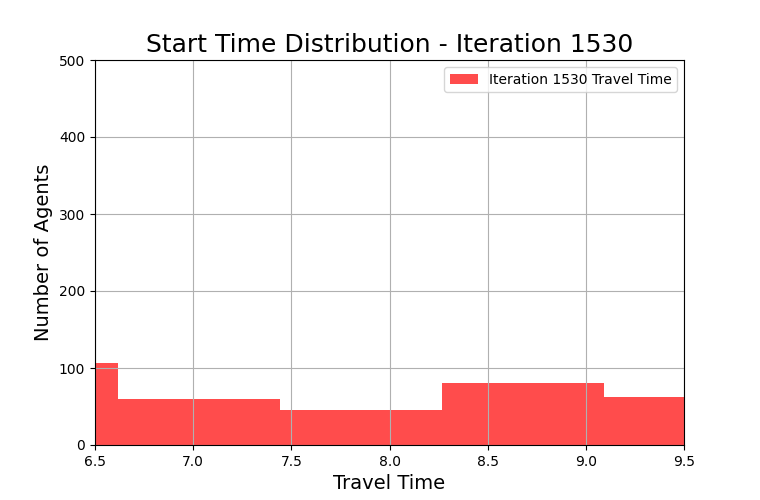 Start Time Distribution - Iteration 1530
Iteration 1530 Travel Time
Number of Agents
500
400
300
200
100
0
6.5 7.0 7.5 8.0 8.5 9.0 9.5
Travel Time